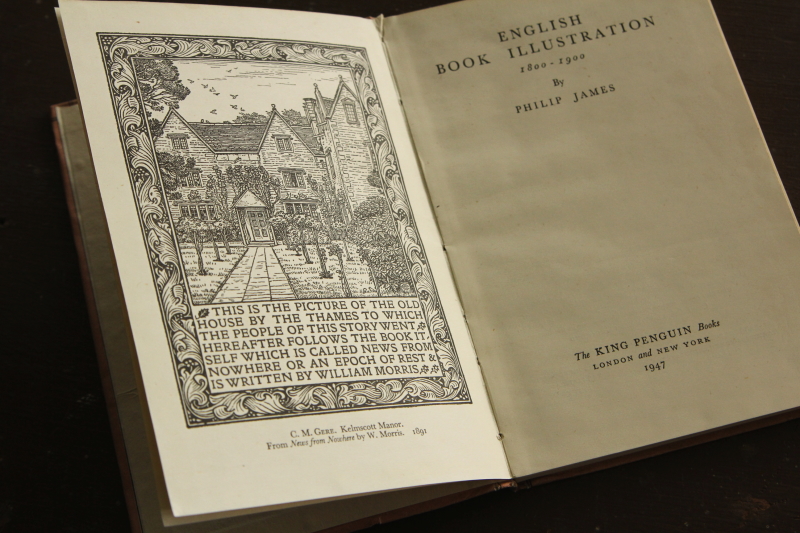 THIS IS THE PICTURE OF THE OLD
HOUSE BY THE THAMES TO WHICH
THE PEOPLE OF THIS STORY WENT
HEREAFTER FOLLOWS THE BOOK IT-
SELF WHICH IS CALLED NEWS FROM
NOWHERE OR AN EPOCH OF REST &
IS WRITTEN BY WILLIAM MORRIS
C. M. GERE. Kelmscott Manor.
From News from Nowhere by W. Morris. 1891
ENGLISH
BOOK ILLUSTRATION
1800-1900
By
PHILIP JAMES
The KING PENGUIN Books
LONDON and NEW YORK
1947